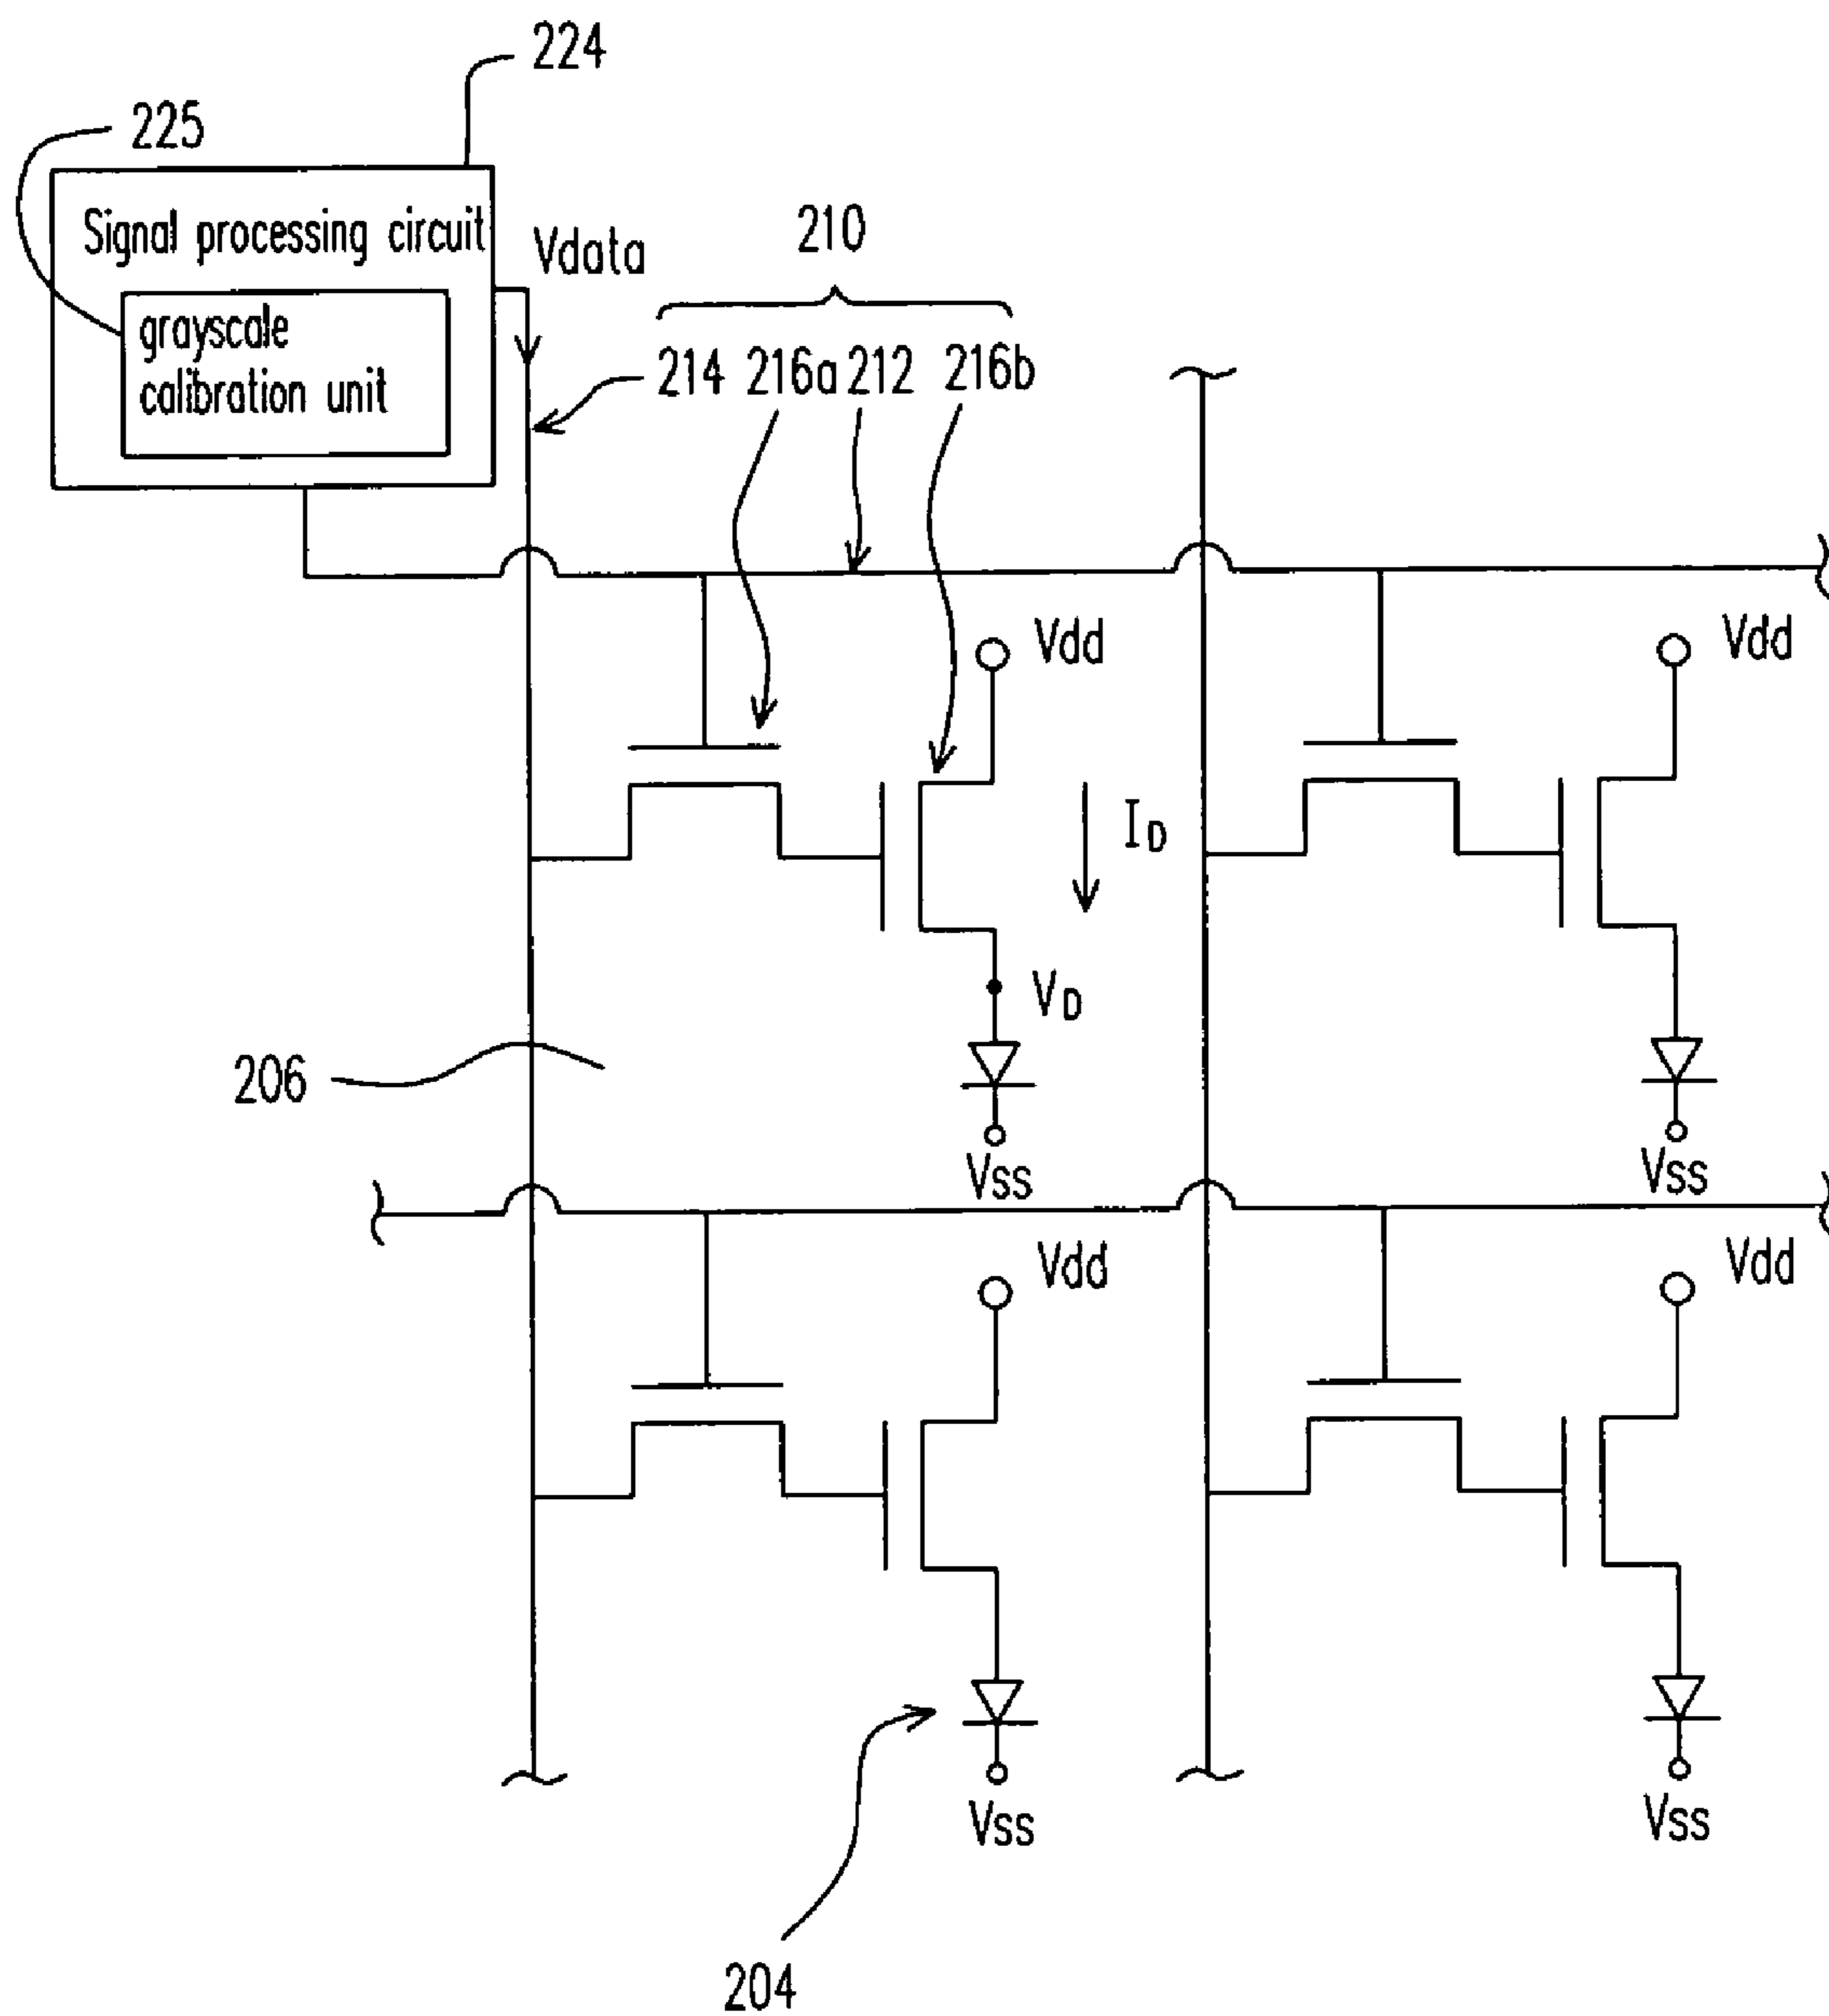 224
225
Signal processing circuit
grayscale
calibration unit
Vdata
210
214 216a 212 216b
Vdd
Vdd
ID
VD
206
Vss
Vss
Vdd
Vdd
Vss
Vss
204